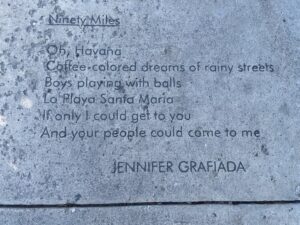 Ninety Miles
Oh, Havana
Coffee-colored dreams of rainy streets
Boys playing with balls
La Playa Santa Maria
If only I could get to you
And your people could come to me
JENNIFER GRAFIADA